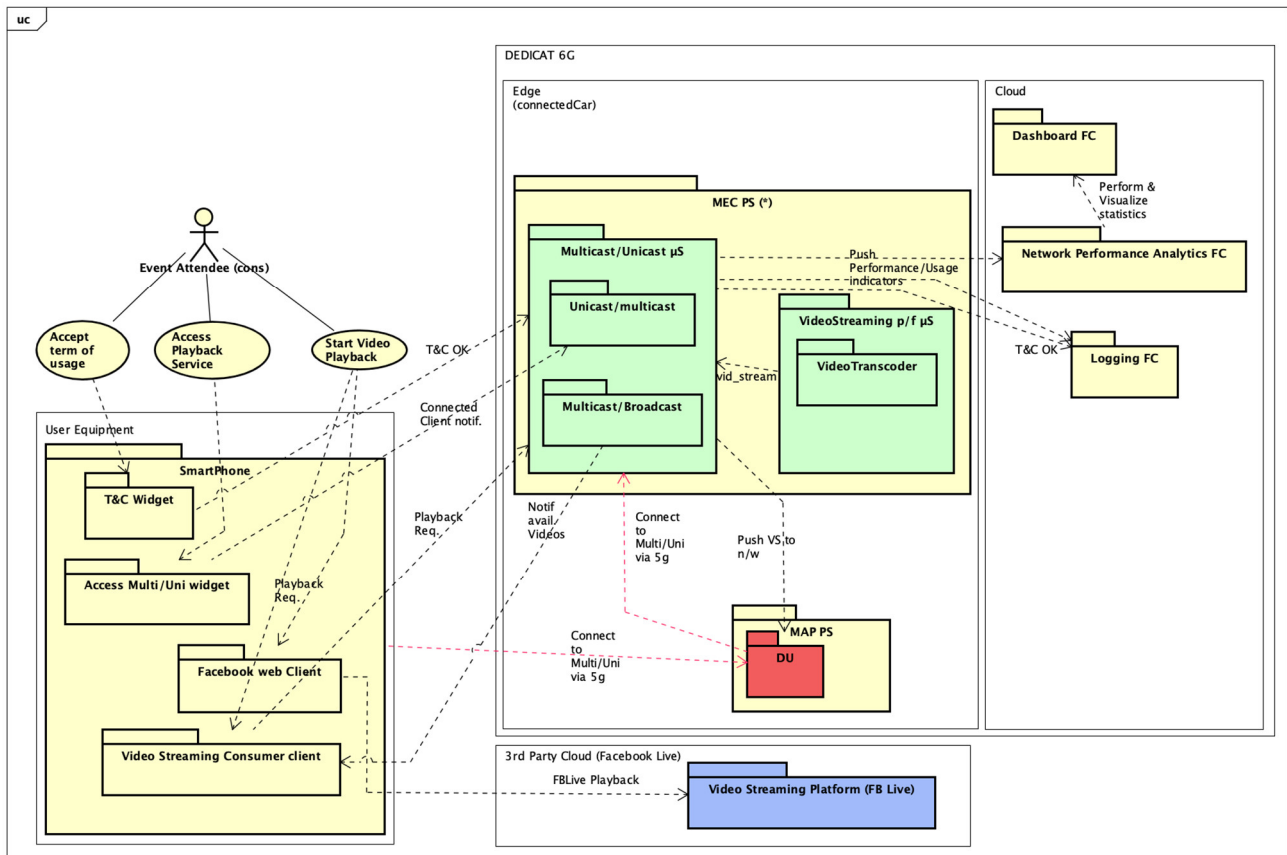 uc
DEDICAT 6G
Edge
(connectedCar)
Cloud
Dashboard FC
Perform &
Visualize
statistics
Network Performance Analytics FC
MEC PS (*)
Multicast/Unicast µS
Unicast/multicast
Multicast/Broadcast
Push
Performance/Usage
indicators
VideoStreaming p/f µS
VideoTranscoder
vid_stream
T&C OK
Logging FC
Event Attendee (cons)
Accept
term of
usage
Access
Playback
Service
Start Video
Playback
T&C OK
Connected
Client notif.
User Equipment
SmartPhone
T&C Widget
Access Multi/Uni widget
Playback
Req.
Playback
Req.
Notif
avail.
Videos
Connect
to
Multi/Uni
via 5g
Push VS to
n/w
Facebook web Client
Connect
to
Multi/Uni
via 5g
MAP PS
DU
Video Streaming Consumer client
3rd Party Cloud (Facebook Live)
FBLive Playback
Video Streaming Platform (FB Live)